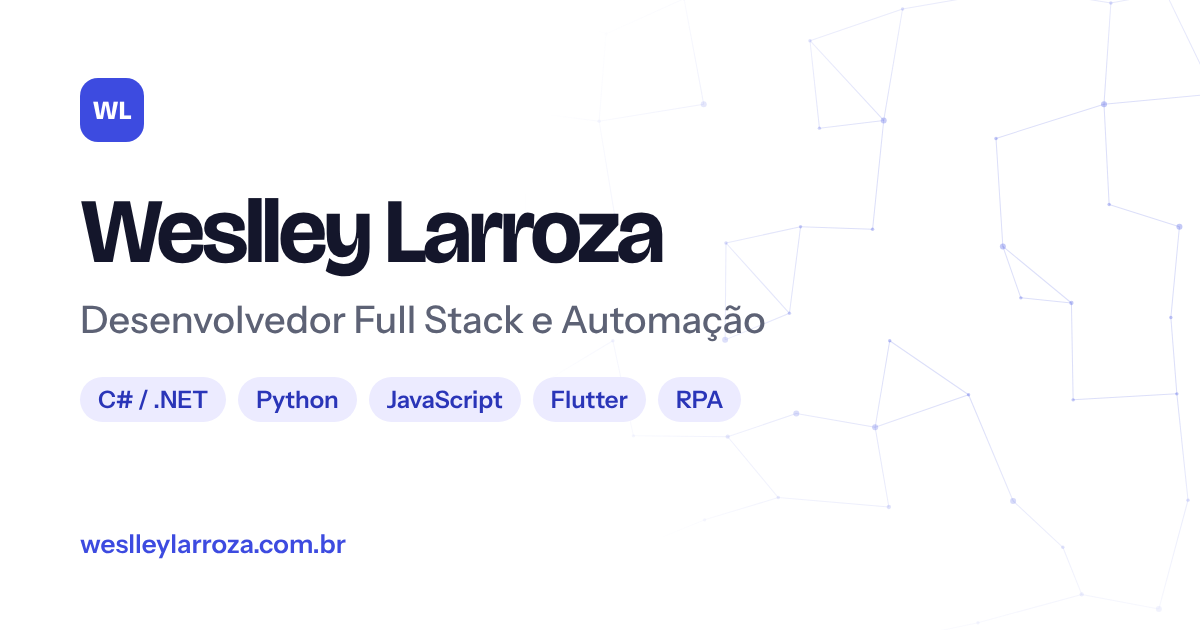 WL
Weslley Larroza
Desenvolvedor Full Stack e Automação
C# / .NET Python JavaScript Flutter RPA
weslleylarroza.com.br